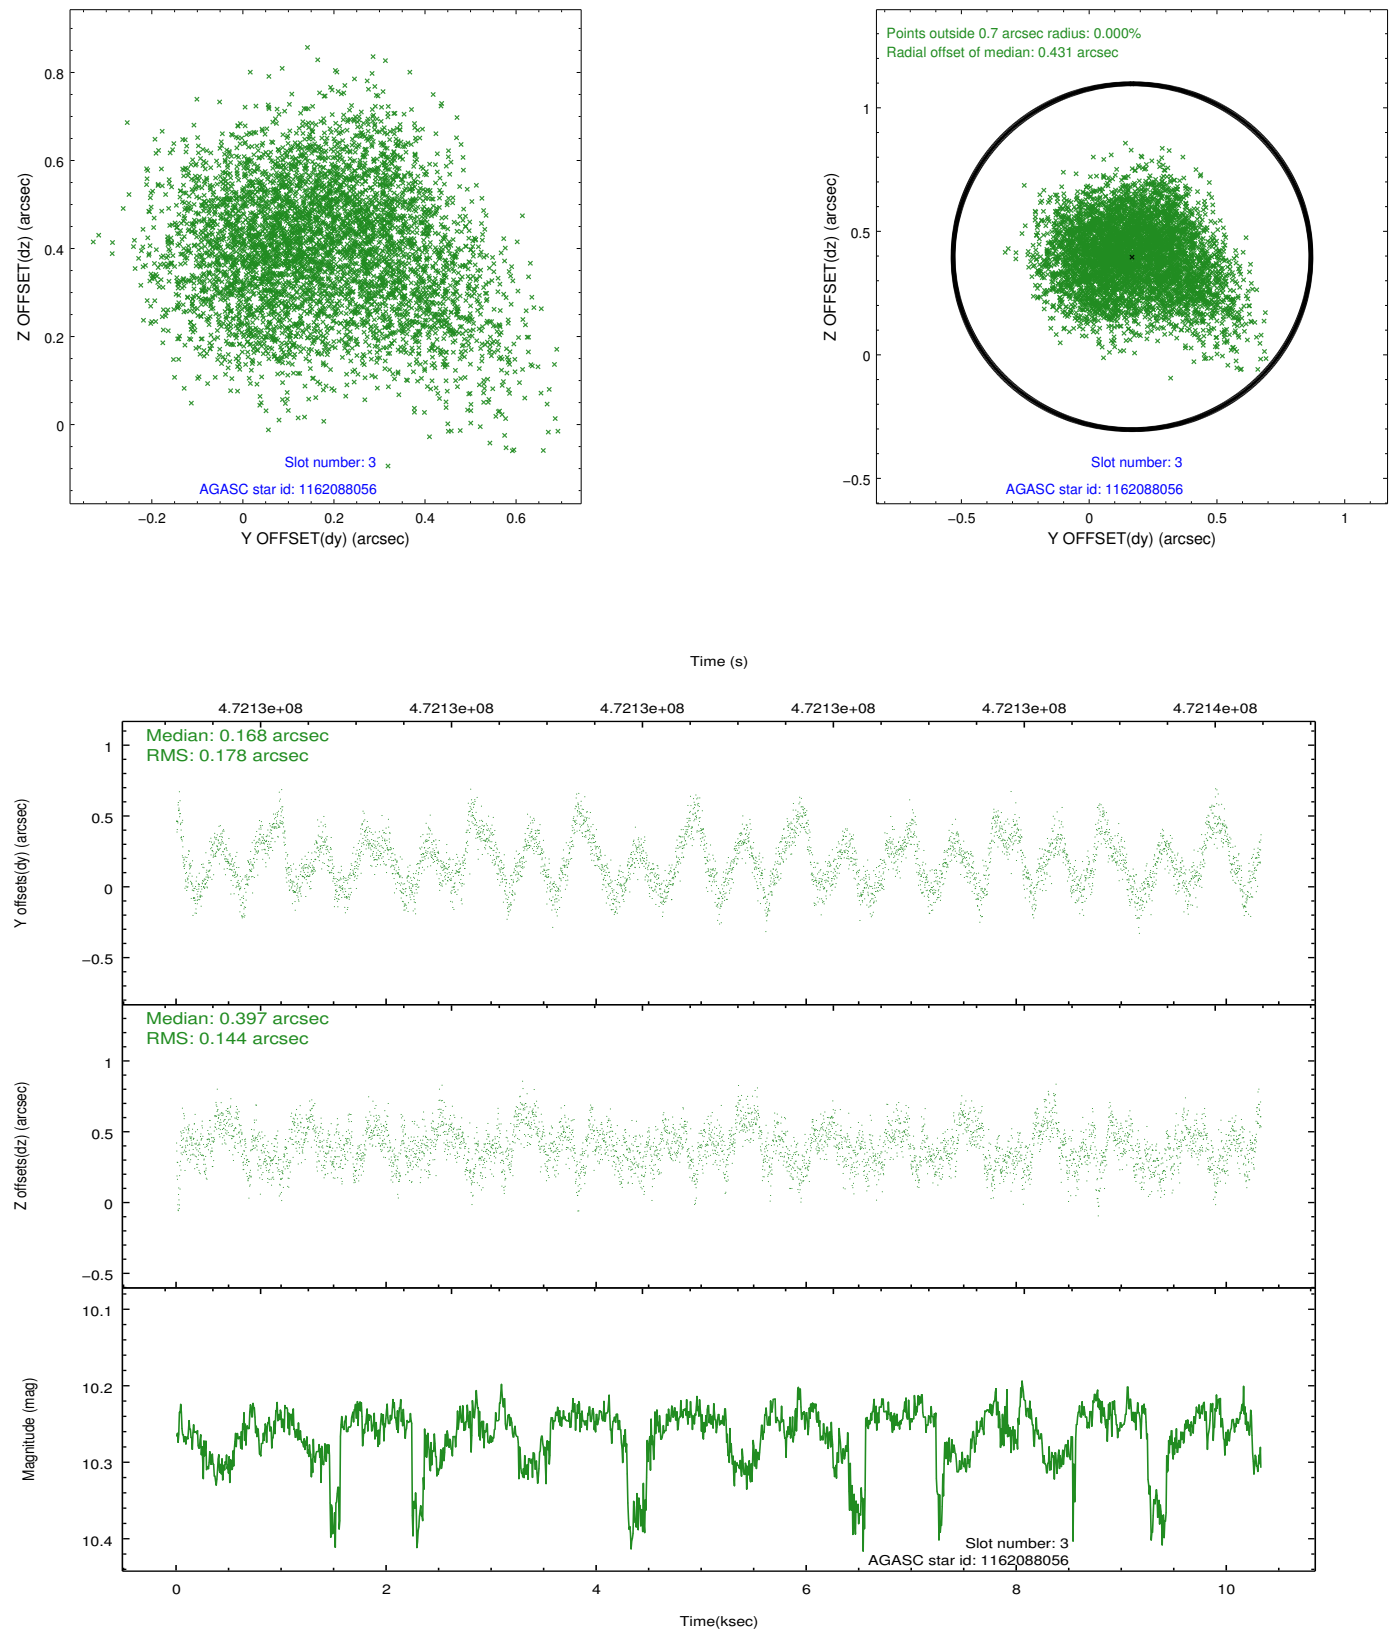 Points outside 0.7 arcsec radius: 0.000%
Radial offset of median: 0.431 arcsec
0.8
0.6
0.4
0.2
0
Z OFFSET(dz) (arcsec)
Slot number: 3
AGASC star id: 1162088056
−0.2 0 0.2 0.4 0.6
Y OFFSET(dy) (arcsec)
1
0.5
0
−0.5
Z OFFSET(dz) (arcsec)
Slot number: 3
AGASC star id: 1162088056
−0.5 0 0.5 1
Y OFFSET(dy) (arcsec)
Time (s)
4.7213e+08 4.7213e+08 4.7213e+08 4.7213e+08 4.7213e+08 4.7214e+08
Median: 0.168 arcsec
RMS: 0.178 arcsec
1
0.5
0
−0.5
Y offsets(dy) (arcsec)
Median: 0.397 arcsec
RMS: 0.144 arcsec
1
0.5
0
−0.5
Z offsets(dz) (arcsec)
10.1
10.2
10.3
10.4
Magnitude (mag)
Slot number: 3
AGASC star id: 1162088056
0 2 4 6 8 10
Time(ksec)